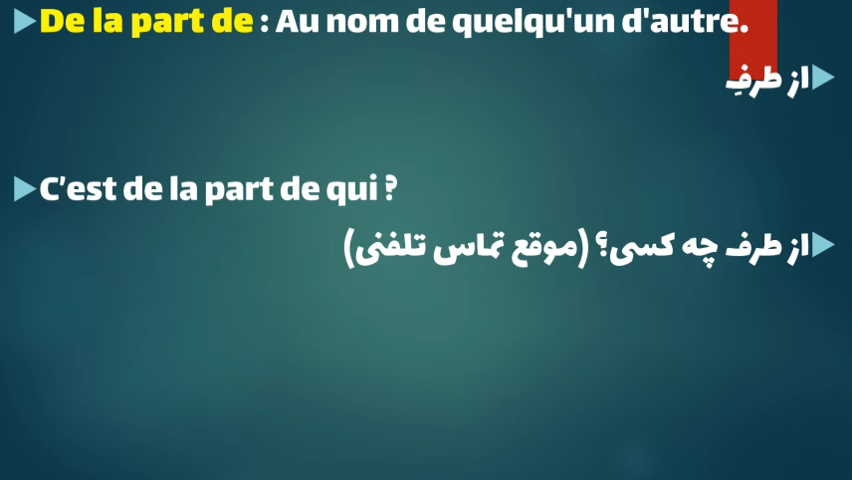 De la part de : Au nom de quelqu'un d'autre.
از طرفِ
C'est de la part de qui ?
از طرف چه کسی؟ (موقع تماس تلفنی)